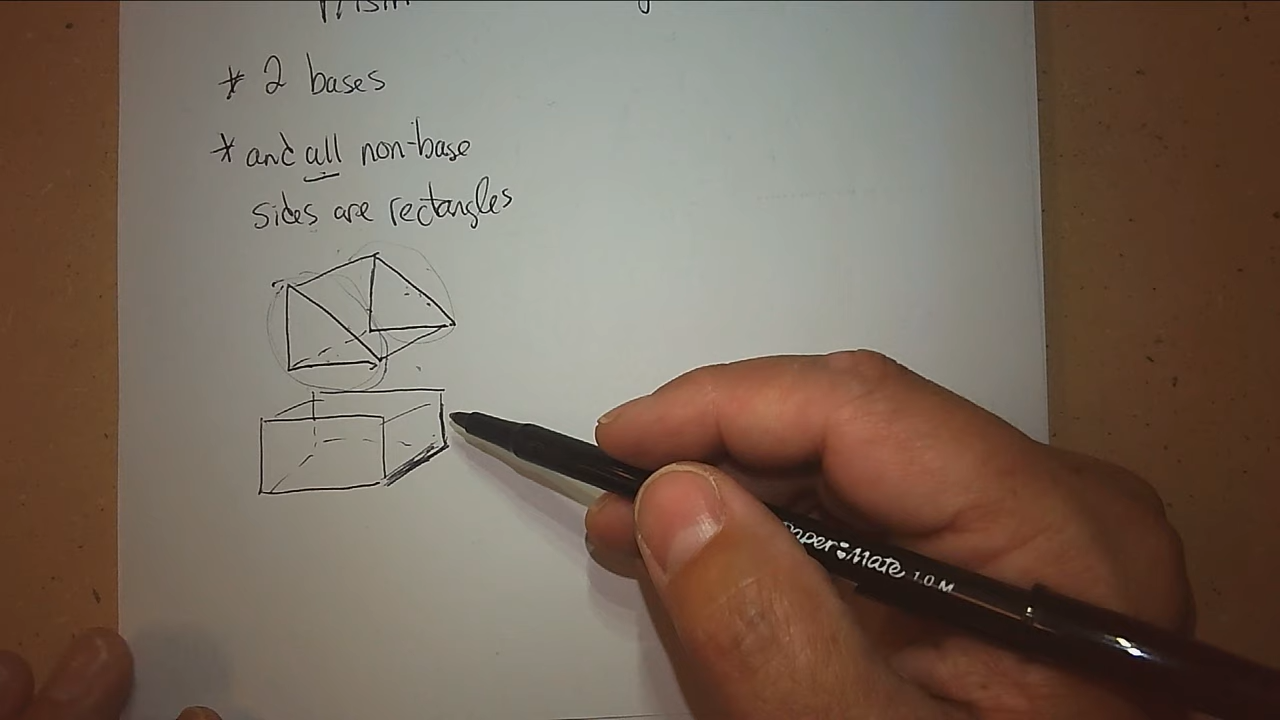 * 2 bases
* and all non-base
sides are rectangles
Paper:Mate 1.0 M